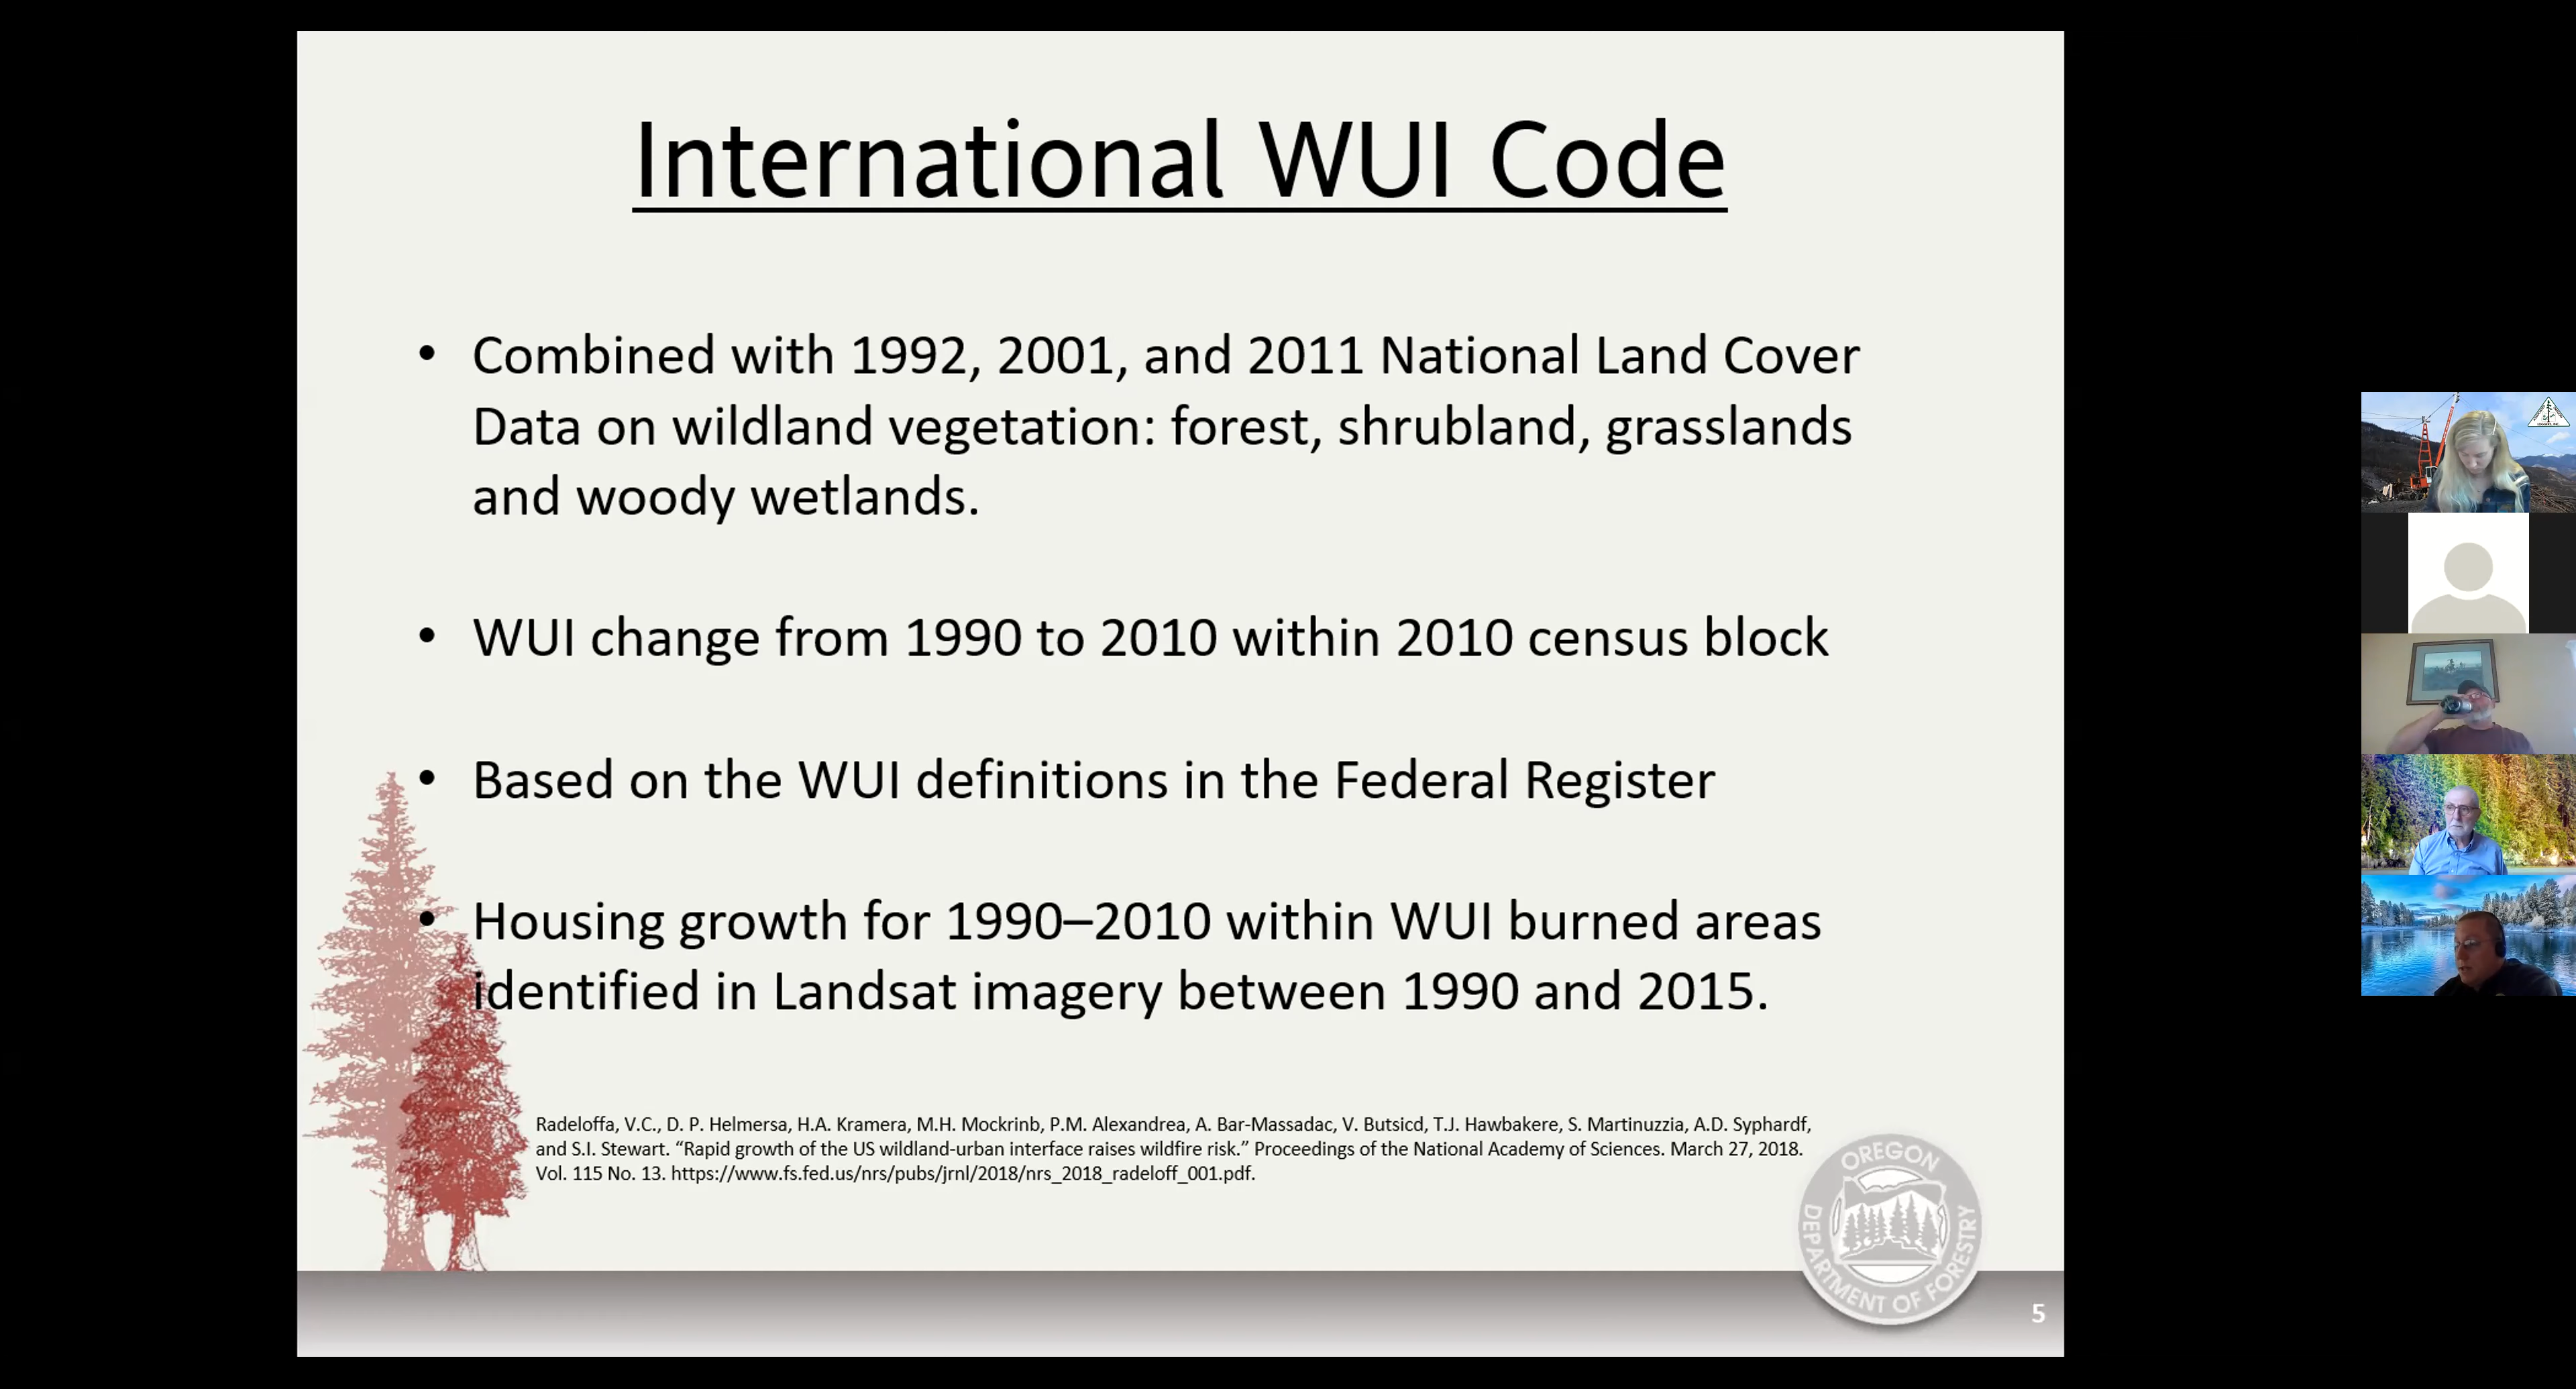 International WUI Code
• Combined with 1992, 2001, and 2011 National Land Cover
Data on wildland vegetation: forest, shrubland, grasslands
and woody wetlands.
• WUI change from 1990 to 2010 within 2010 census block
• Based on the WUI definitions in the Federal Register
• Housing growth for 1990–2010 within WUI burned areas
identified in Landsat imagery between 1990 and 2015.
Radeloffa, V.C., D. P. Helmersa, H.A. Kramera, M.H. Mockrinb, P.M. Alexandrea, A. Bar-Massadac, V. Butsicd, T.J. Hawbakere, S. Martinuzzia, A.D. Syphardf,
and S.I. Stewart. “Rapid growth of the US wildland-urban interface raises wildfire risk.” Proceedings of the National Academy of Sciences. March 27, 2018.
Vol. 115 No. 13. https://www.fs.fed.us/nrs/pubs/jrnl/2018/nrs_2018_radeloff_001.pdf.
OREGON
DEPARTMENT OF FORESTRY
5